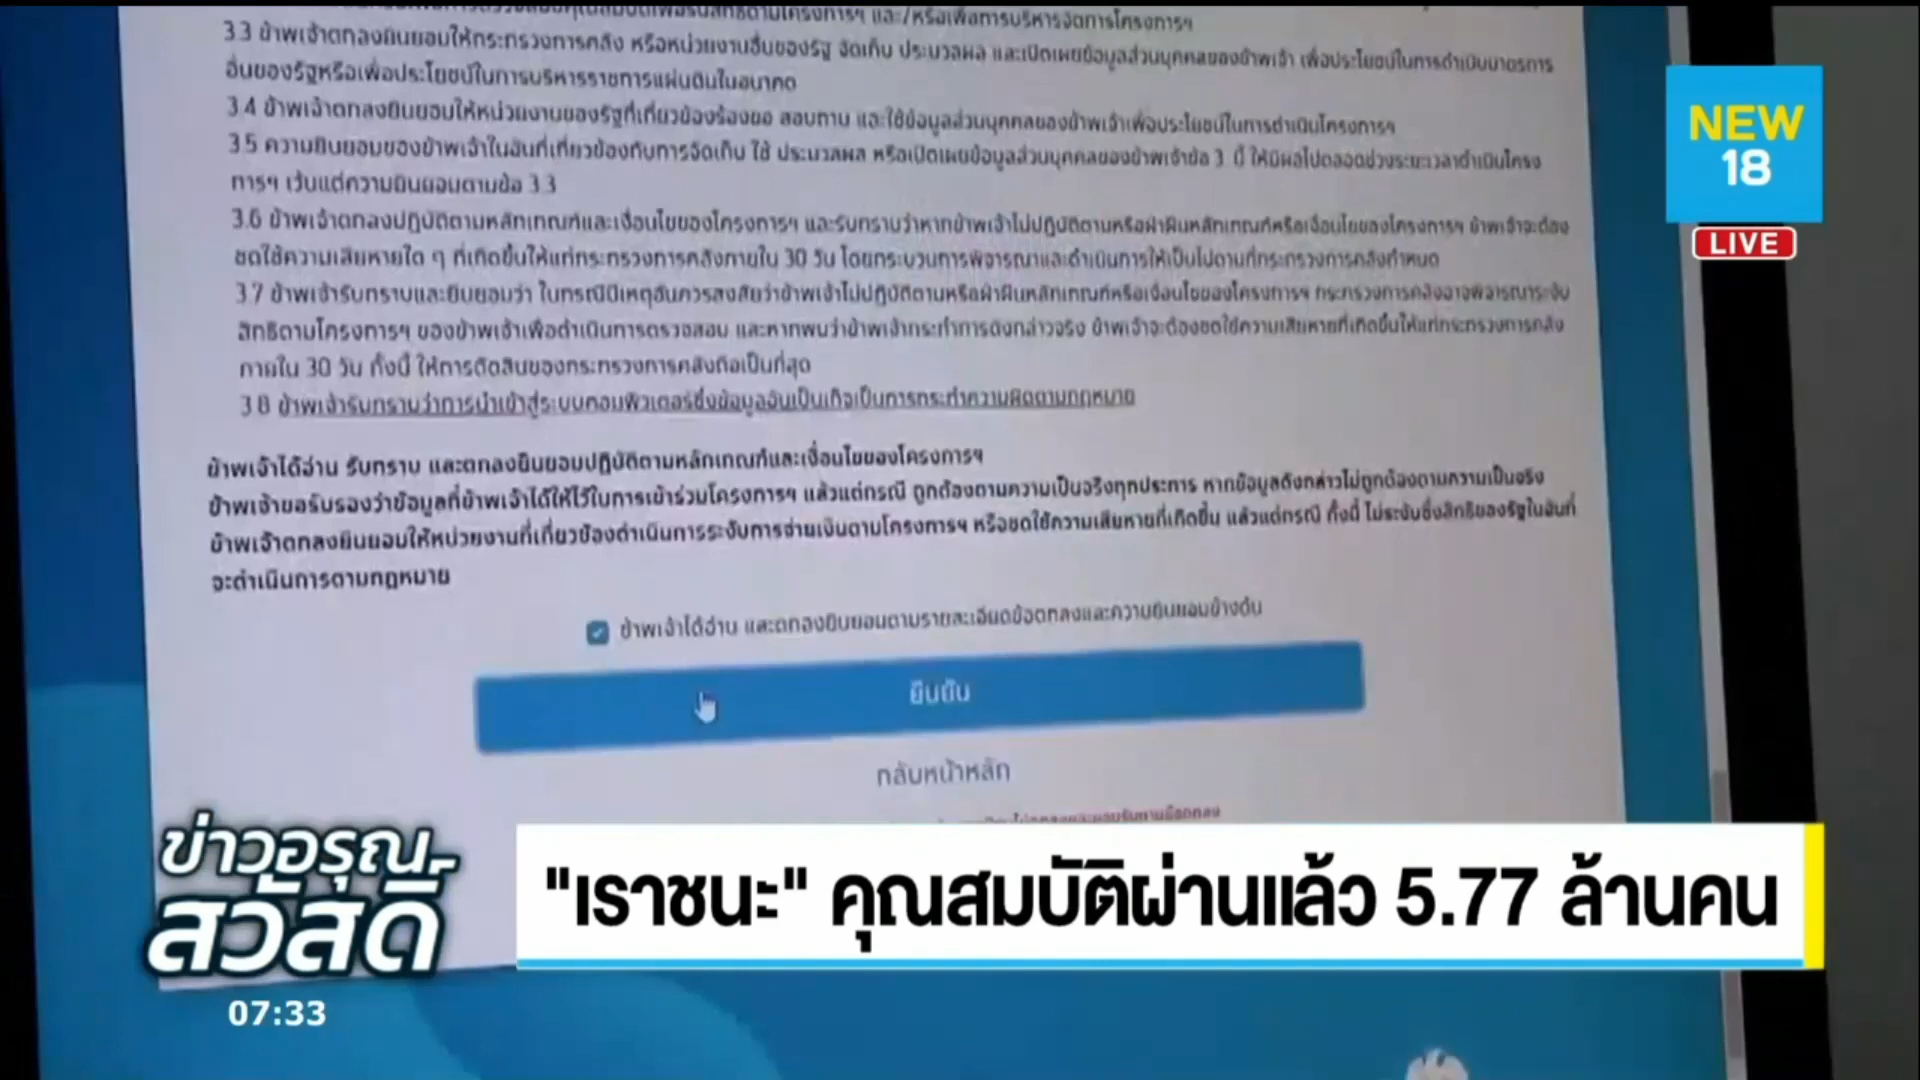 และ/หรือเพื่อการบริหารจัดการโครงการฯ
3.3 ข้าพเจ้าตกลงยินยอมให้กระทรวงการคลัง หรือหน่วยงานอื่นของรัฐ จัดเก็บ ประมวลผล และเปิดเผยข้อมูลส่วนบุคคลของข้าพเจ้า เพื่อประโยชน์ในการดำเนินมาตรการ
อื่นของรัฐหรือเพื่อประโยชน์ในการบริหารราชการแผ่นดินในอนาคต
3.4 ข้าพเจ้าตกลงยินยอมให้หน่วยงานของรัฐที่เกี่ยวข้องร้องขอ สอบถาม และใช้ข้อมูลส่วนบุคคลของข้าพเจ้าเพื่อประโยชน์ในการดำเนินโครงการฯ
3.5 ความยินยอมของข้าพเจ้าในอันที่เกี่ยวข้องกับการจัดเก็บ ใช้ ประมวลผล หรือเปิดเผยข้อมูลส่วนบุคคลของข้าพเจ้าข้อ 3 นี้ ให้มีผลไปตลอดช่วงระยะเวลาดำเนินโครง
การฯ เว้นแต่ความยินยอมตามข้อ 3.3
3.6 ข้าพเจ้าตกลงปฏิบัติตามหลักเกณฑ์และเงื่อนไขของโครงการฯ และรับทราบว่าหากข้าพเจ้าไม่ปฏิบัติตามหรือฝ่าฝืนหลักเกณฑ์หรือเงื่อนไขของโครงการฯ ข้าพเจ้าจะต้อง
ชดใช้ความเสียหายใด ๆ ที่เกิดขึ้นให้แก่กระทรวงการคลังภายใน 30 วัน โดยกระบวนการพิจารณาและดำเนินการให้เป็นไปตามที่กระทรวงการคลังกำหนด
3.7 ข้าพเจ้ารับทราบและยินยอมว่า ในกรณีมีเหตุอันควรสงสัยว่าข้าพเจ้าไม่ปฏิบัติตามหรือฝ่าฝืนหลักเกณฑ์หรือเงื่อนไขของโครงการฯ กระทรวงการคลังอาจพิจารณาระงับ
สิทธิตามโครงการฯ ของข้าพเจ้าเพื่อดำเนินการตรวจสอบ และหากพบว่าข้าพเจ้ากระทำการดังกล่าวจริง ข้าพเจ้าจะต้องชดใช้ความเสียหายที่เกิดขึ้นให้แก่กระทรวงการคลัง
ภายใน 30 วัน ทั้งนี้ ให้การตัดสินของกระทรวงการคลังถือเป็นที่สุด
3.8 ข้าพเจ้ารับทราบว่าการนำเข้าสู่ระบบคอมพิวเตอร์ซึ่งข้อมูลอันเป็นเท็จเป็นการกระทำความผิดตามกฎหมาย
ข้าพเจ้าได้อ่าน รับทราบ และตกลงยินยอมปฏิบัติตามหลักเกณฑ์และเงื่อนไขของโครงการฯ
ข้าพเจ้าขอรับรองว่าข้อมูลที่ข้าพเจ้าได้ให้ไว้ในการเข้าร่วมโครงการฯ แล้วแต่กรณี ถูกต้องตามความเป็นจริงทุกประการ หากข้อมูลดังกล่าวไม่ถูกต้องตามความเป็นจริง
ข้าพเจ้าตกลงยินยอมให้หน่วยงานที่เกี่ยวข้องดำเนินการระงับการจ่ายเงินตามโครงการฯ หรือชดใช้ความเสียหายที่เกิดขึ้น แล้วแต่กรณี ทั้งนี้ ไม่ระงับซึ่งสิทธิของรัฐในอันที่
จะดำเนินการตามกฎหมาย
ข้าพเจ้าได้อ่าน และตกลงยินยอมตามรายละเอียดข้อตกลงและความยินยอมข้างต้น
ยืนยัน
กลับหน้าหลัก
NEW
18
LIVE
ข่าวอรุณ
สวัสดิ์
07:33
"เราชนะ" คุณสมบัติผ่านแล้ว 5.77 ล้านคน